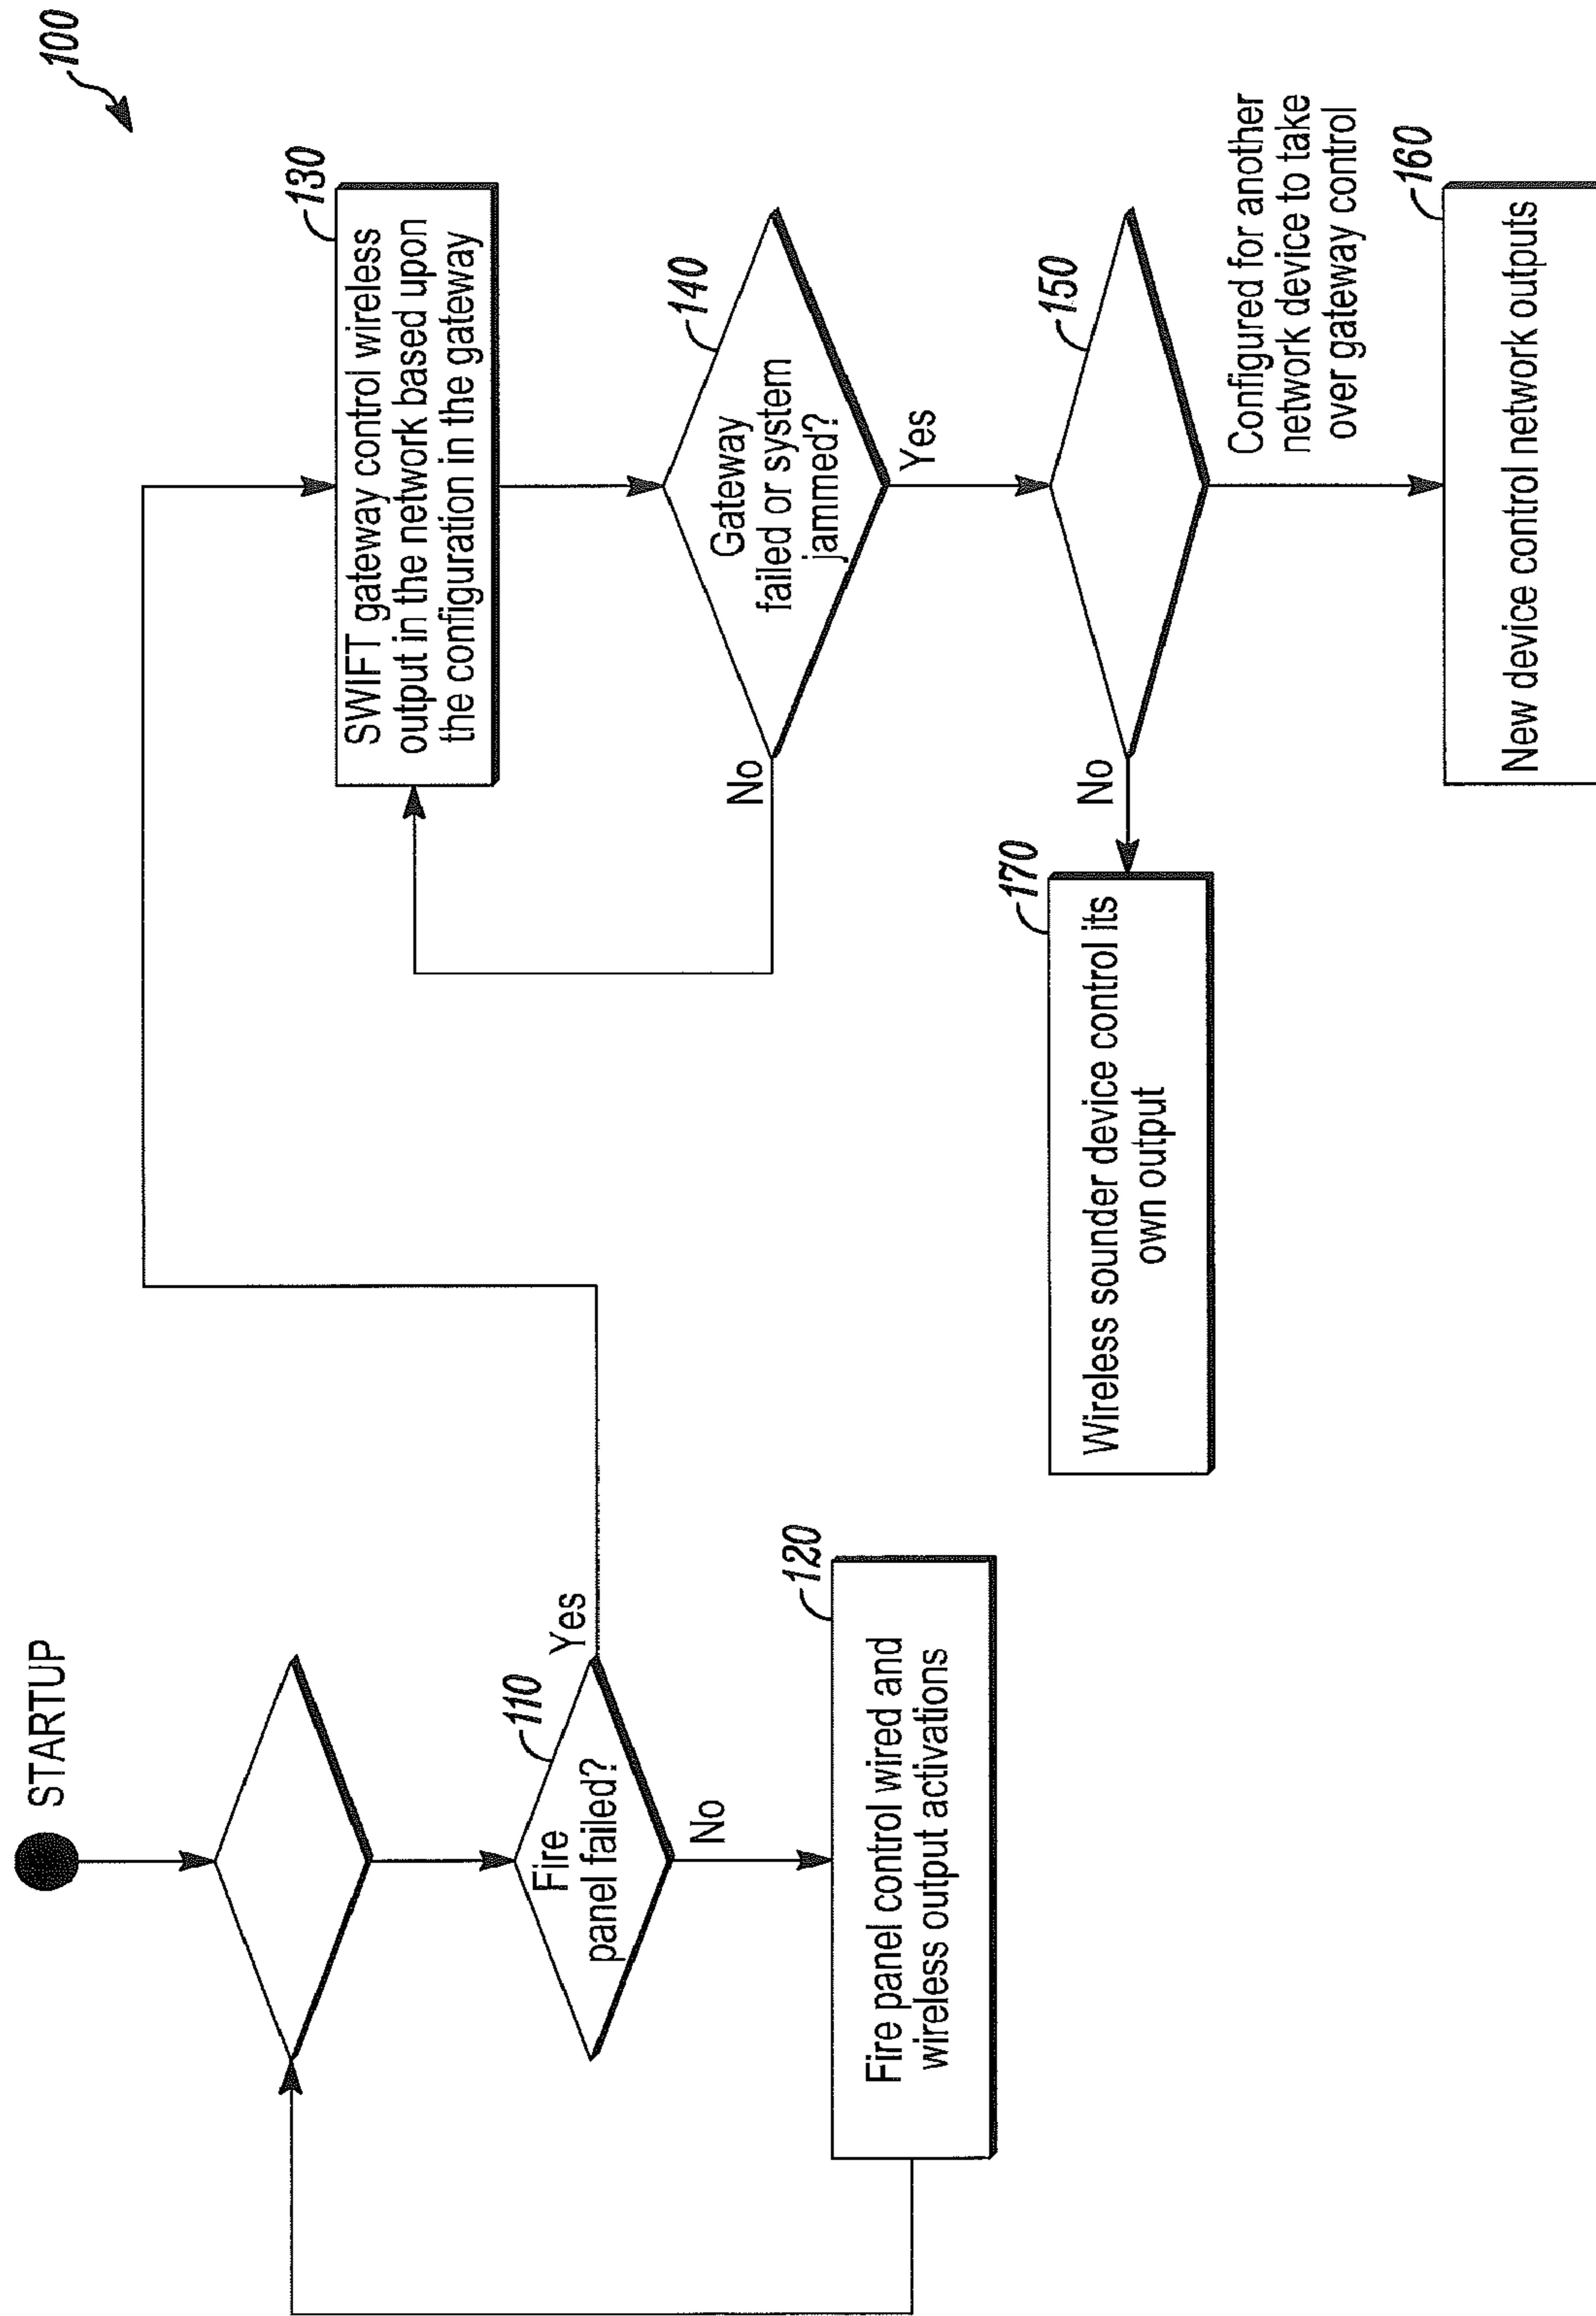 100
STARTUP
110
Fire
panel failed?
Yes
No
120
Fire panel control wired and
wireless output activations
130
SWIFT gateway control wireless
output in the network based upon
the configuration in the gateway
140
Gateway
failed or system
jammed?
No
Yes
150
No
Configured for another
network device to take
over gateway control
160
New device control network outputs
170
Wireless sounder device control its
own output